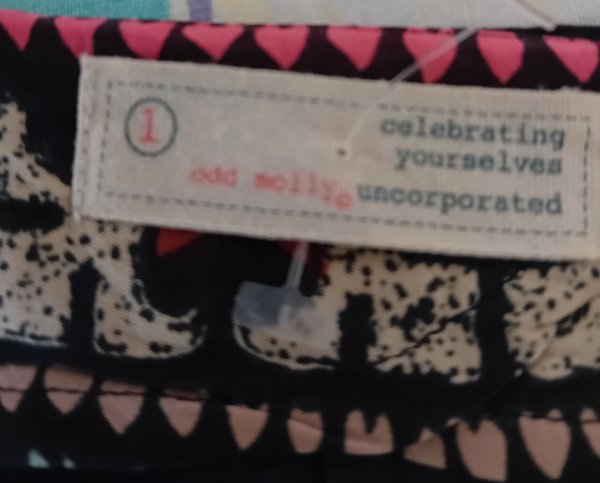 1
celebrating
yourselves
odd molly© uncorporated